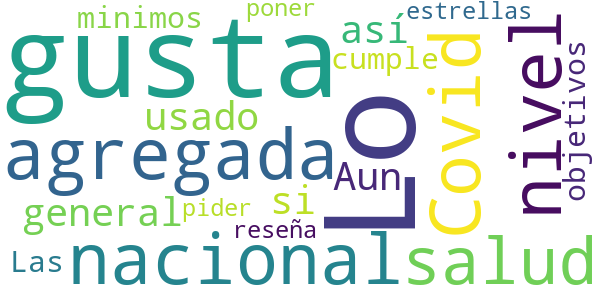 minimos
poner
estrellas
gusta
así
cumple
usado
agregada
Lo
Covid
nivel
objetivos
Aun
general
pider
si
reseña
Las
nacional
salud